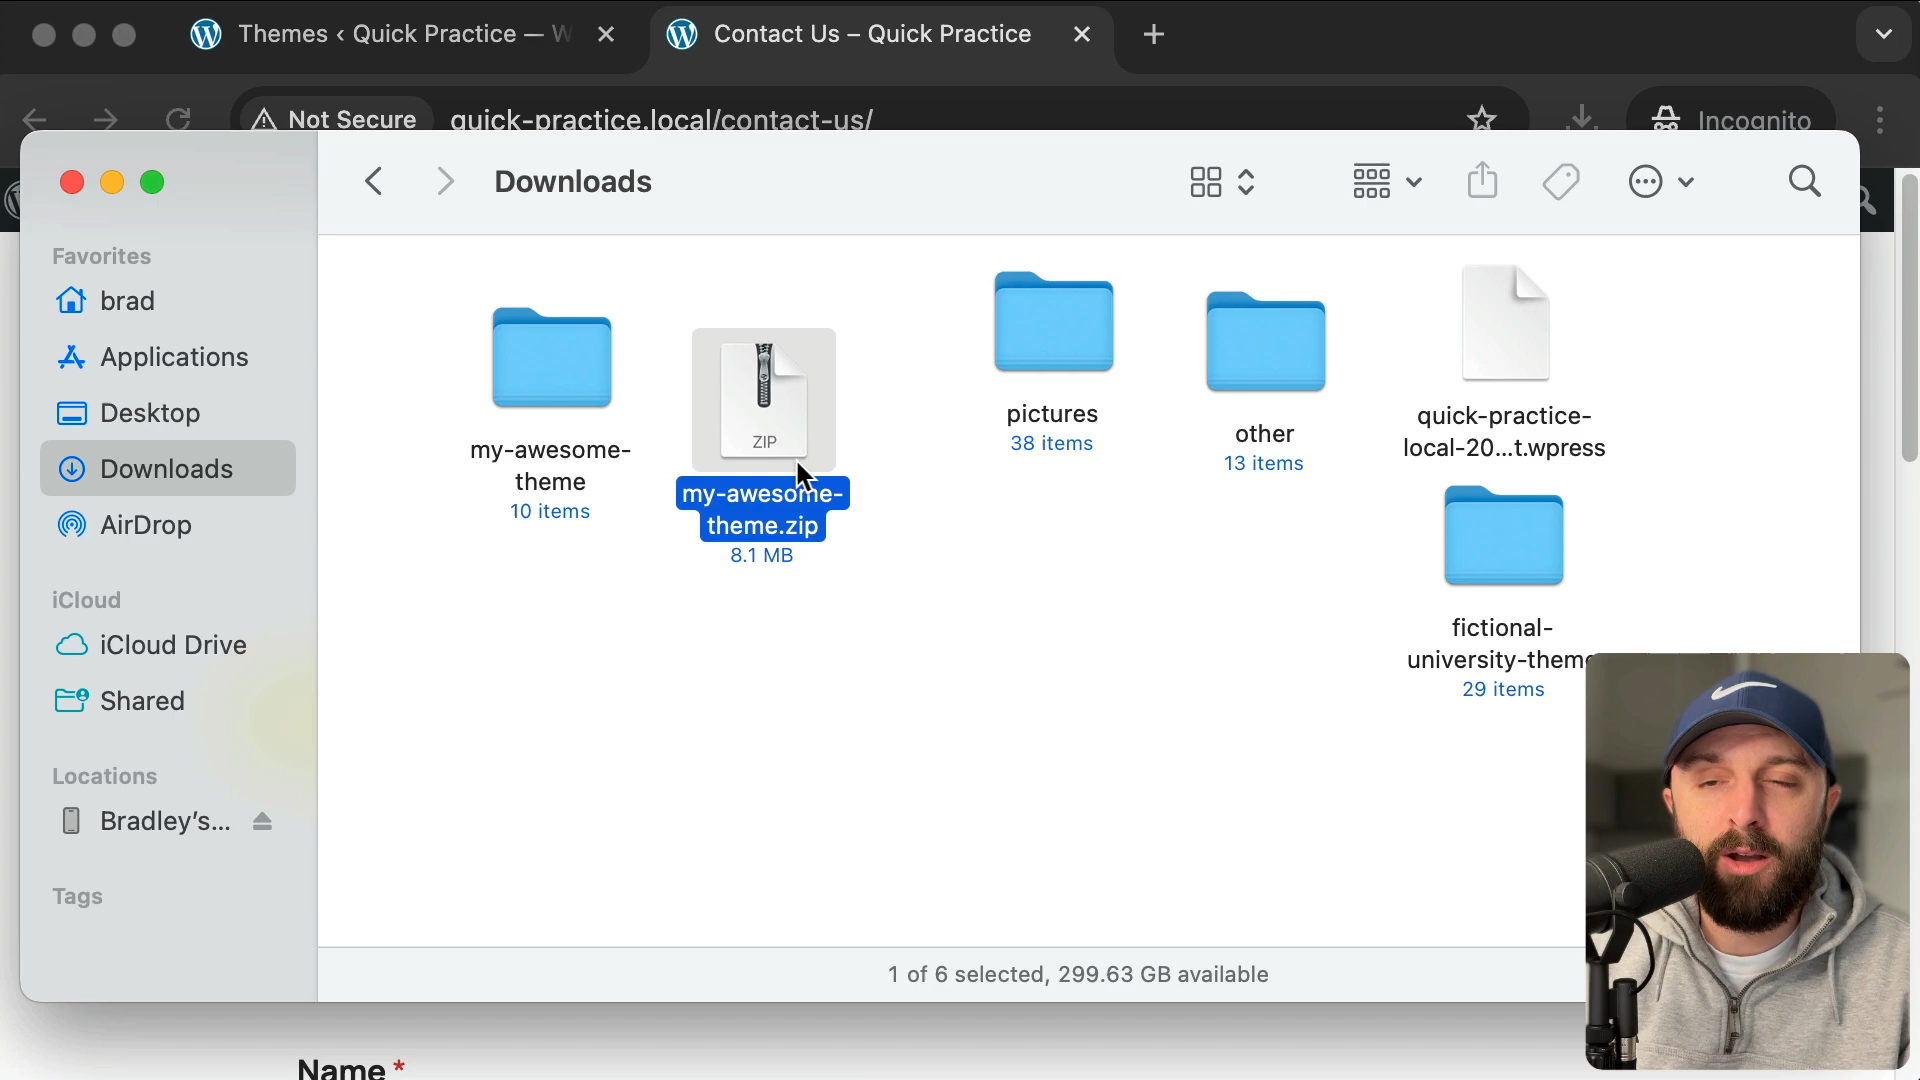 Themes ‹ Quick Practice — W
Contact Us – Quick Practice
Not Secure
quick-practice.local/contact-us/
Incognito
Downloads
Favorites
brad
Applications
Desktop
Downloads
AirDrop
iCloud
iCloud Drive
Shared
Locations
Bradley's...
Tags
my-awesome-
theme
10 items
ZIP
my-awesome-
theme.zip
8.1 MB
pictures
38 items
other
13 items
quick-practice-
local-20...t.wpress
fictional-
university-theme
29 items
1 of 6 selected, 299.63 GB available
Name *